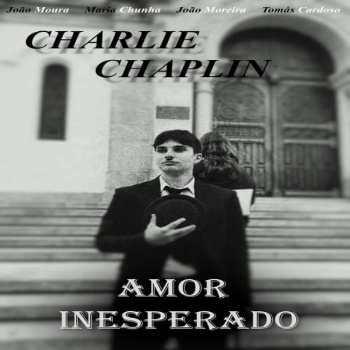 João Moura Maria Chunha João Moreira Tomás Cardoso
CHARLIE
CHAPLIN
AMOR
INESPERADO